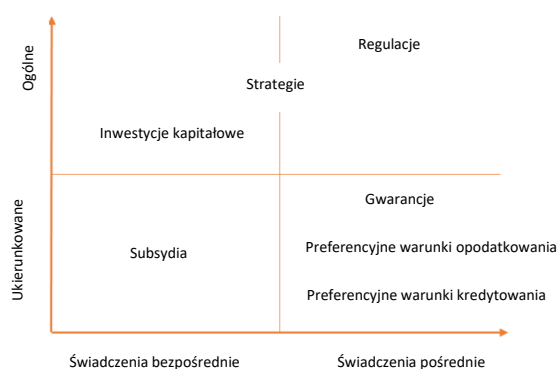 Ogólne
Regulacje
Strategie
Inwestycje kapitałowe
Ukierunkowane
Gwarancje
Subsydia
Preferencyjne warunki opodatkowania
Preferencyjne warunki kredytowania
Świadczenia bezpośrednie
Świadczenia pośrednie